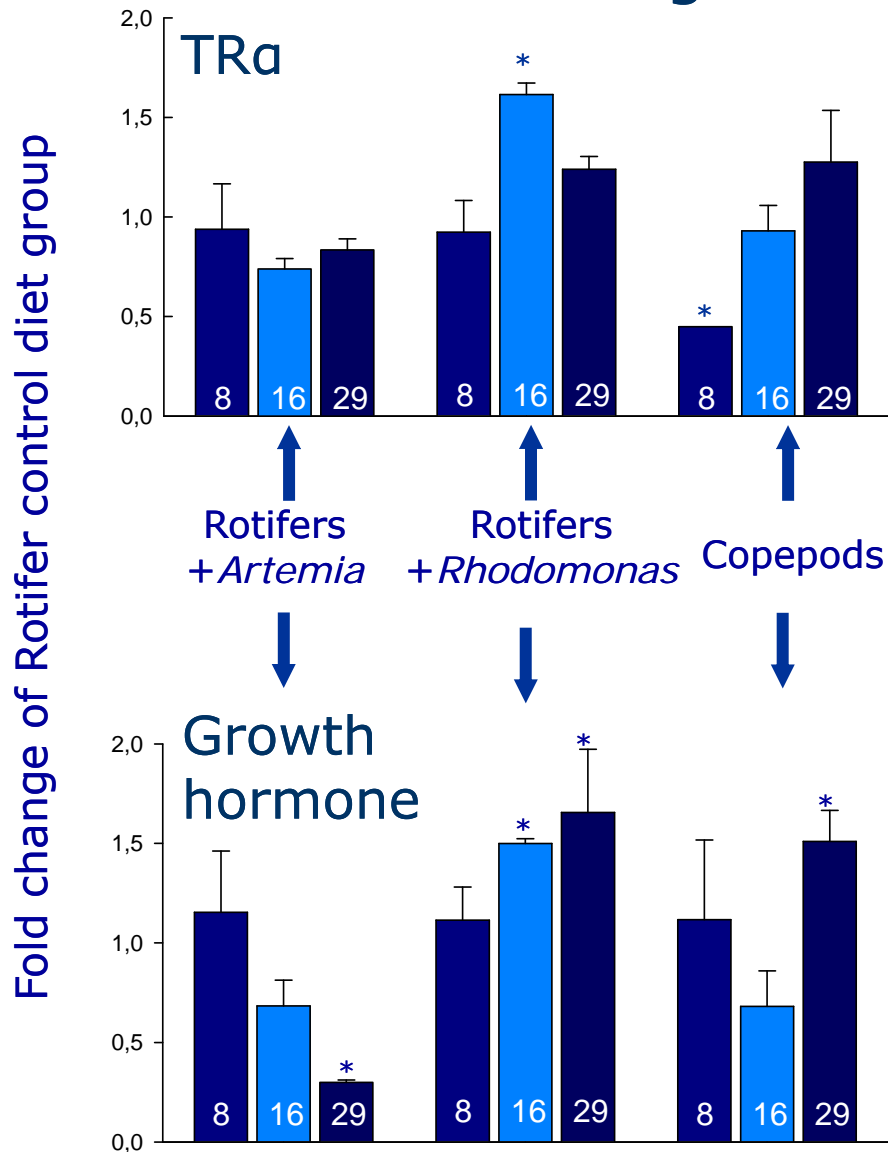 Fold change of Rotifer control diet group
TRα
2,0
1,5
1,0
0,5
0,0
*
*
8 16 29
8 16 29
8 16 29
Rotifers
+Artemia
Rotifers
+Rhodomonas
Copepods
Growth
hormone
2,0
1,5
1,0
0,5
0,0
*
*
*
*
8 16 29
8 16 29
8 16 29